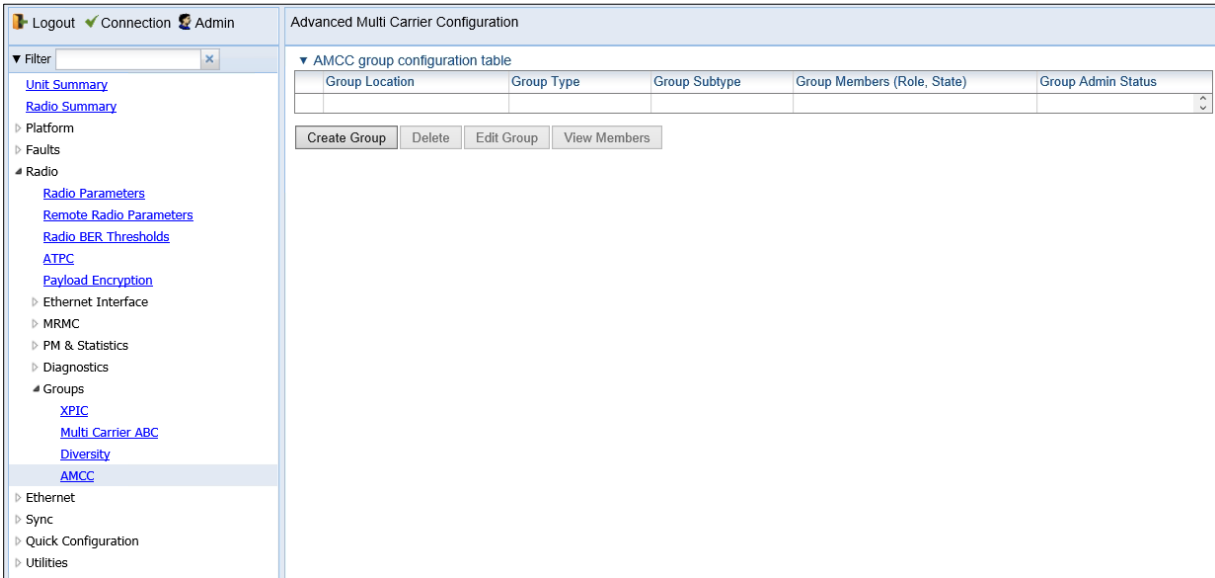 Logout Connection Admin
Filter
Unit Summary
Radio Summary
Platform
Faults
Radio
Radio Parameters
Remote Radio Parameters
Radio BER Thresholds
ATPC
Payload Encryption
Ethernet Interface
MRMC
PM & Statistics
Diagnostics
Groups
XPIC
Multi Carrier ABC
Diversity
AMCC
Ethernet
Sync
Quick Configuration
Utilities
Advanced Multi Carrier Configuration
AMCC group configuration table
Group Location Group Type Group Subtype Group Members (Role, State) Group Admin Status
Create Group Delete Edit Group View Members